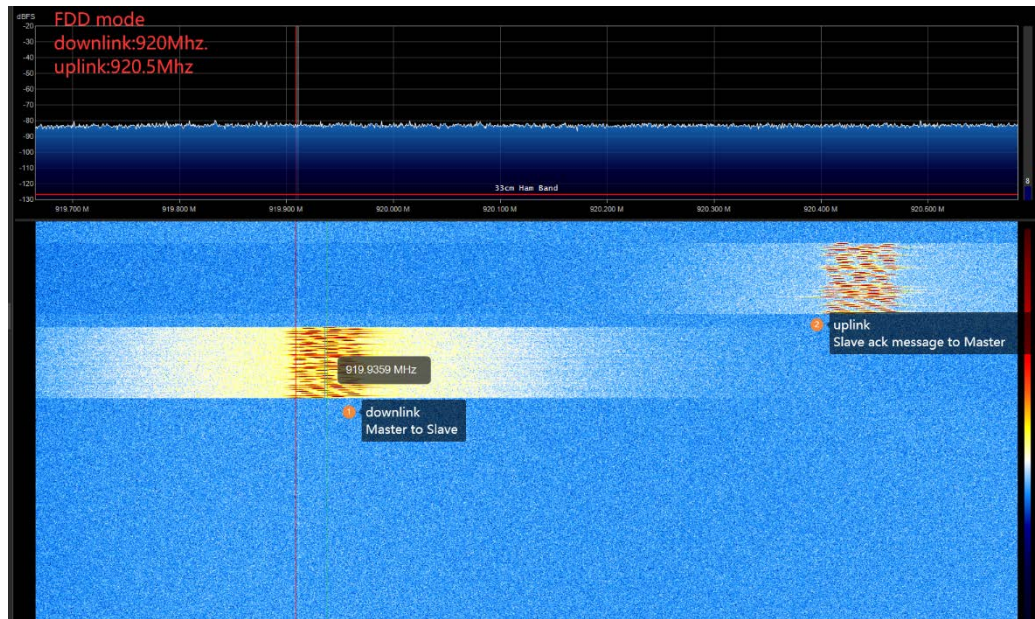 dBFS
FDD mode
downlink:920Mhz.
uplink:920.5Mhz
-20
-30
-40
-50
-60
-70
-80
-90
-100
-110
-120
-130
33cm Ham Band
8
919.700 M 919.800 M 919.900 M 920.000 M 920.100 M 920.200 M 920.300 M 920.400 M 920.500 M
2 uplink
Slave ack message to Master
919.9359 MHz
1 downlink
Master to Slave